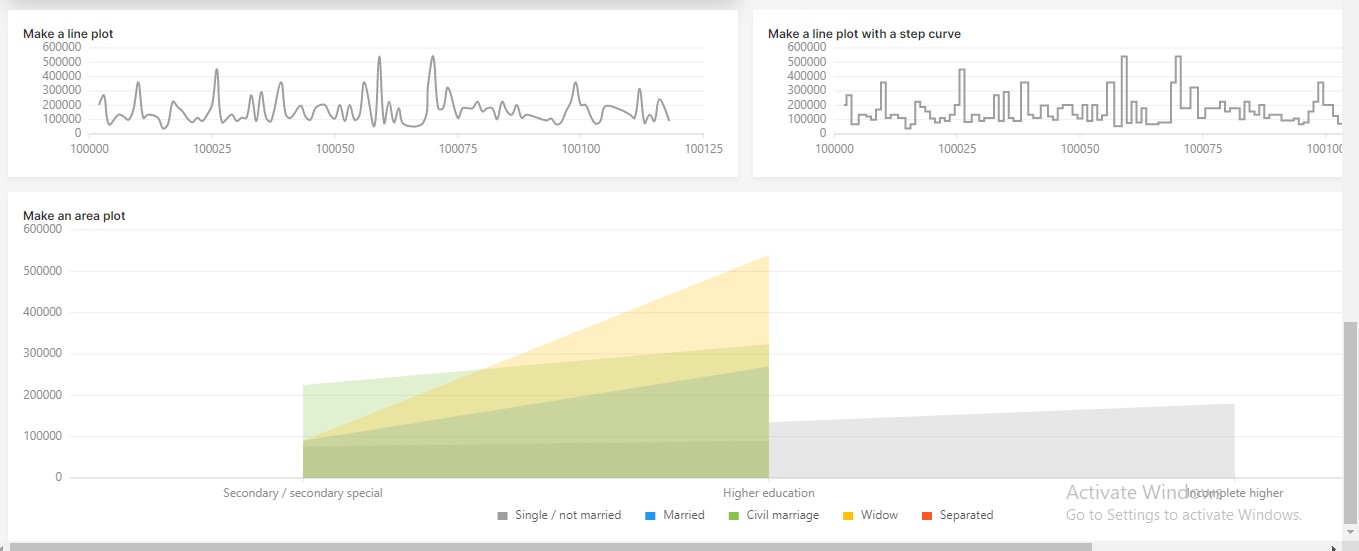 Make a line plot
600000
500000
400000
300000
200000
100000
0
100000 100025 100050 100075 100100 100125
Make a line plot with a step curve
600000
500000
400000
300000
200000
100000
0
100000 100025 100050 100075 10010
Make an area plot
600000
500000
400000
300000
200000
100000
0
Secondary / secondary special Higher education Incomplete higher
Single / not married Married Civil marriage Widow Separated
Activate Windows
Go to Settings to activate Windows.